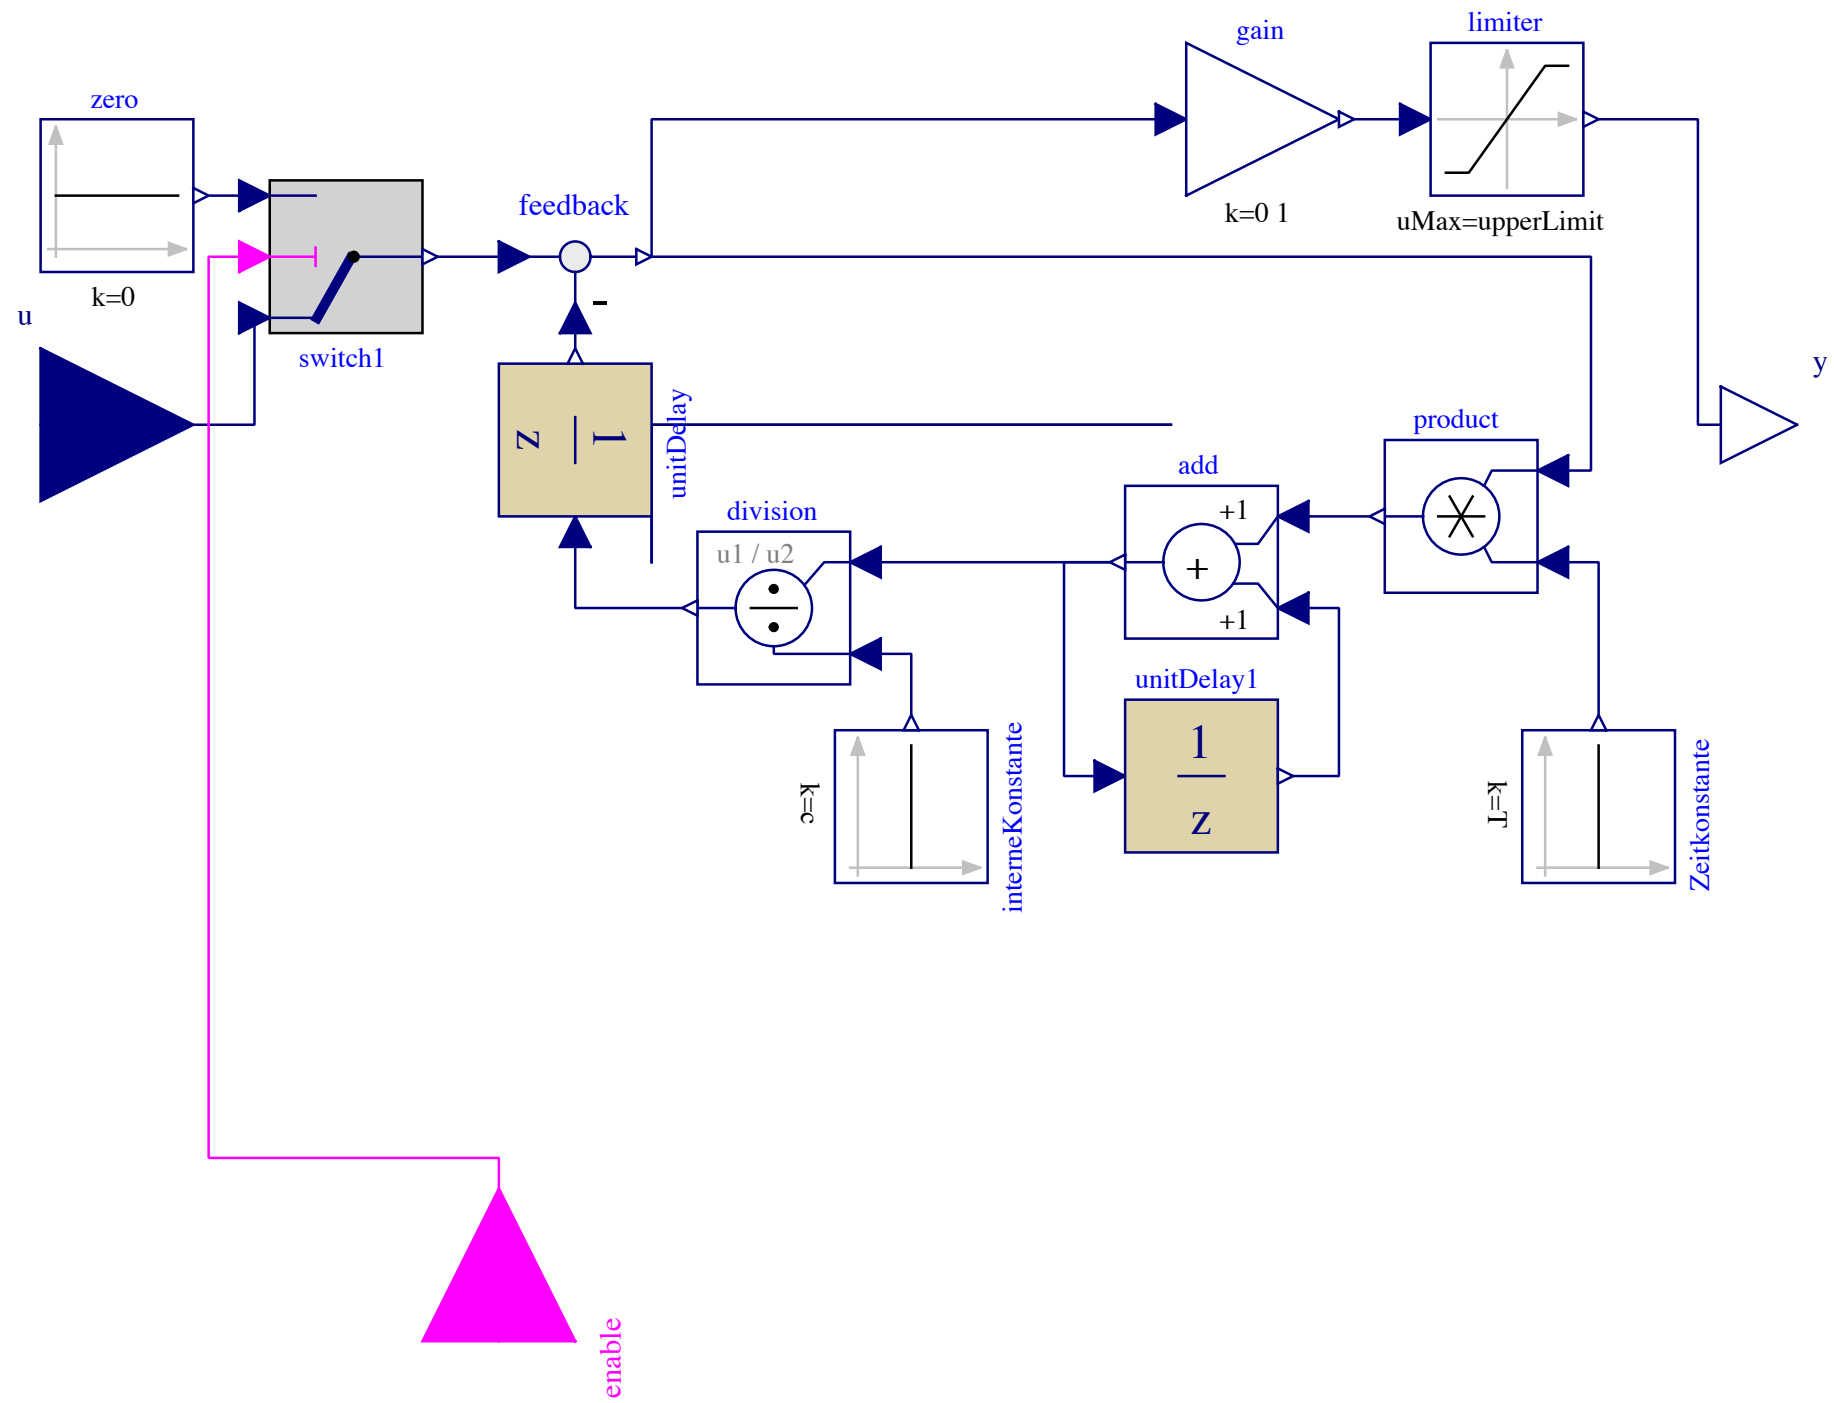 limiter
gain
zero
feedback
k=0 1
uMax=upperLimit
k=0
u
switch1
y
unitDelay
1
z
product
add
+1
division
u1 / u2
+
+1
unitDelay1
1
z
k=c
interneKonstante
k=T
Zeitkonstante
enable